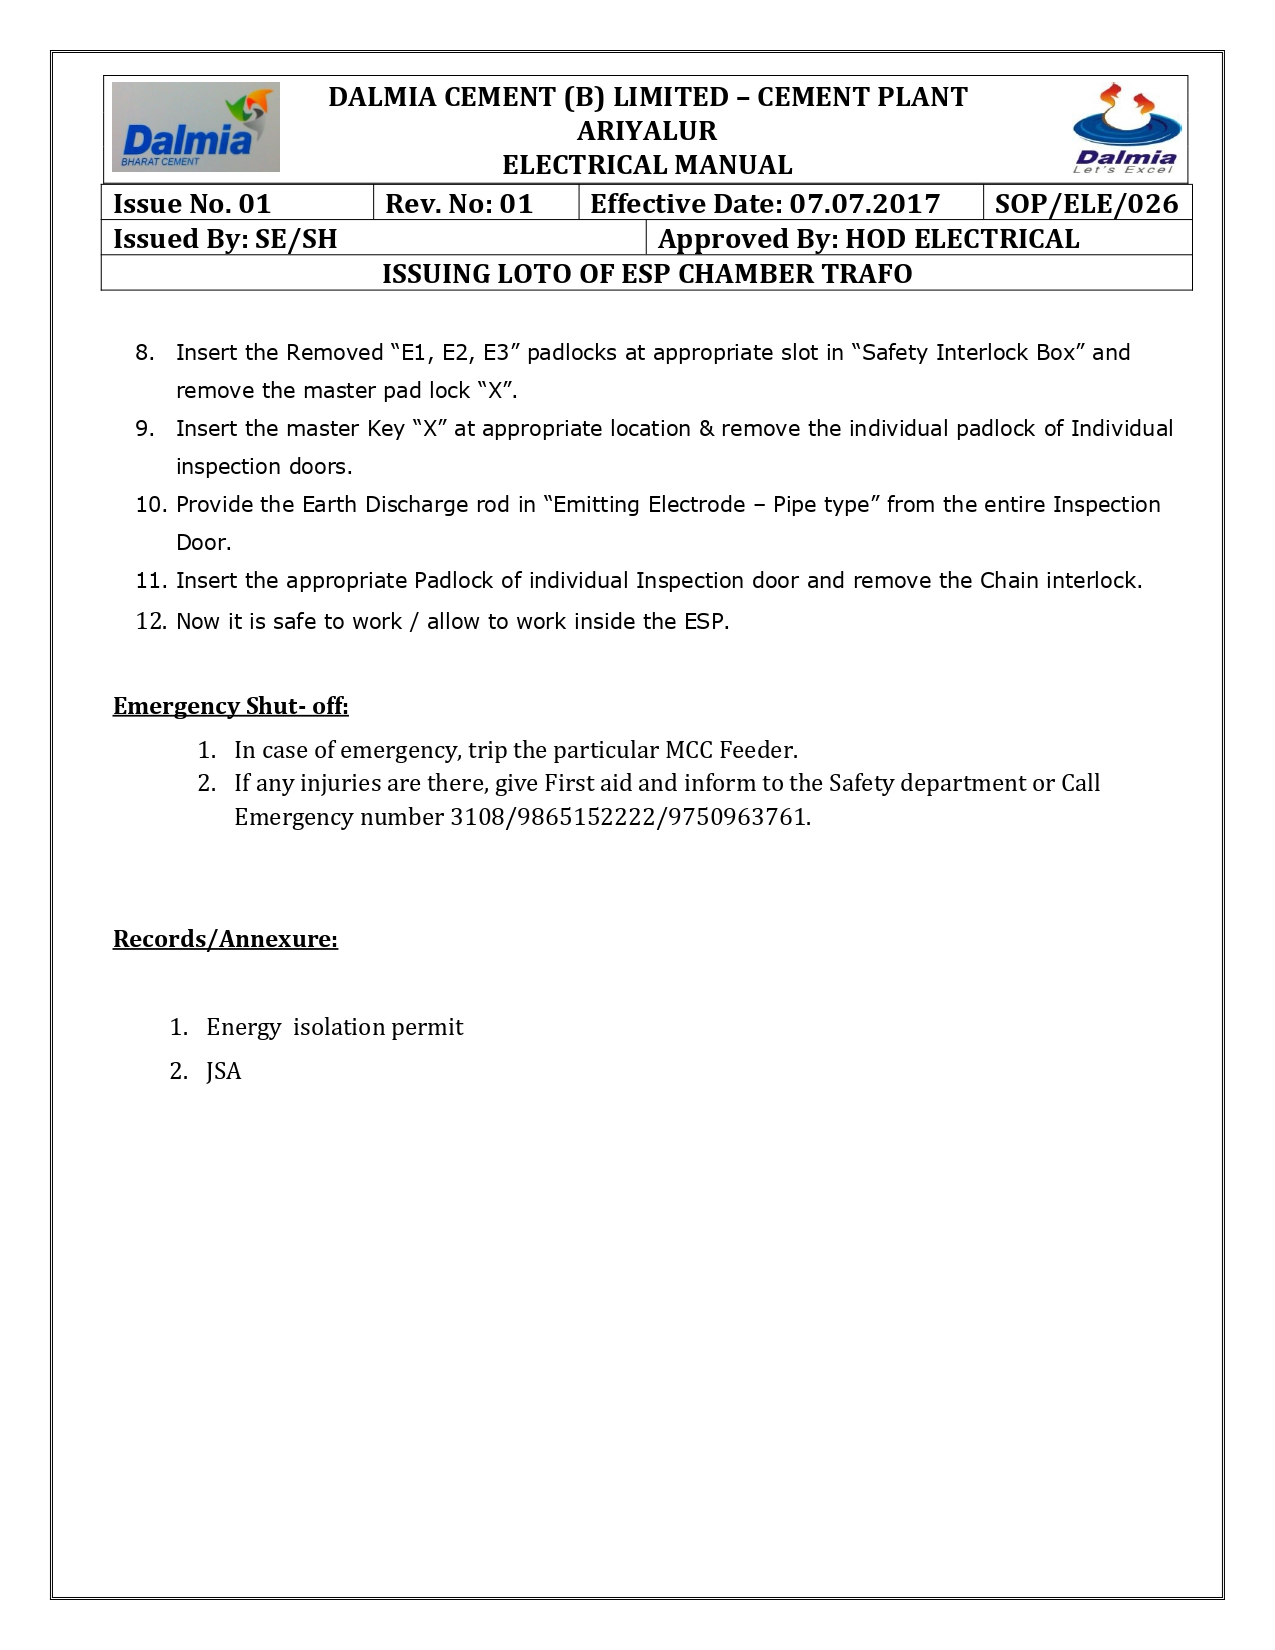 Dalmia
BHARAT CEMENT
DALMIA CEMENT (B) LIMITED – CEMENT PLANT
ARIYALUR
ELECTRICAL MANUAL
Dalmia
Let's Excel
Issue No. 01 Rev. No: 01 Effective Date: 07.07.2017 SOP/ELE/026
Issued By: SE/SH Approved By: HOD ELECTRICAL
ISSUING LOTO OF ESP CHAMBER TRAFO
8. Insert the Removed “E1, E2, E3” padlocks at appropriate slot in “Safety Interlock Box” and
remove the master pad lock “X”.
9. Insert the master Key “X” at appropriate location & remove the individual padlock of Individual
inspection doors.
10. Provide the Earth Discharge rod in “Emitting Electrode – Pipe type” from the entire Inspection
Door.
11. Insert the appropriate Padlock of individual Inspection door and remove the Chain interlock.
12. Now it is safe to work / allow to work inside the ESP.
Emergency Shut- off:
1. In case of emergency, trip the particular MCC Feeder.
2. If any injuries are there, give First aid and inform to the Safety department or Call
Emergency number 3108/9865152222/9750963761.
Records/Annexure:
1. Energy  isolation permit
2. JSA